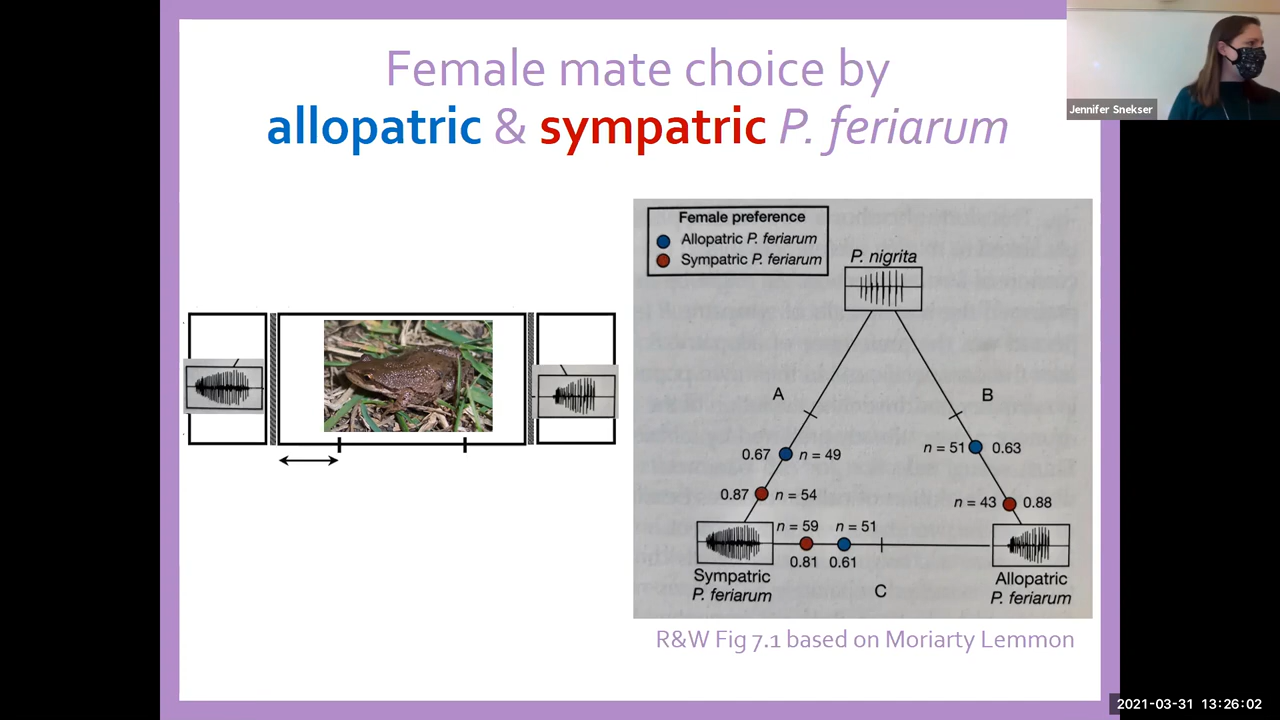 Female mate choice by
allopatric & sympatric P. feriarum
Jennifer Snekser
Female preference
Allopatric P. feriarum
Sympatric P. feriarum
P. nigrita
A
B
0.67 n = 49
n = 51 0.63
0.87 n = 54
n = 43 0.88
n = 59 n = 51
0.81 0.61
Sympatric
P. feriarum
C
Allopatric
P. feriarum
R&W Fig 7.1 based on Moriarty Lemmon
2021-03-31 13:26:02